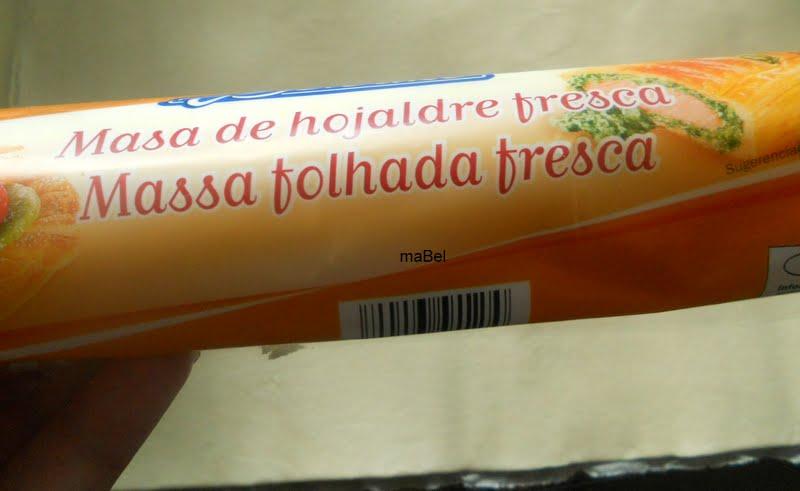 Masa de hojaldre fresca
Massa folhada fresca
maBel